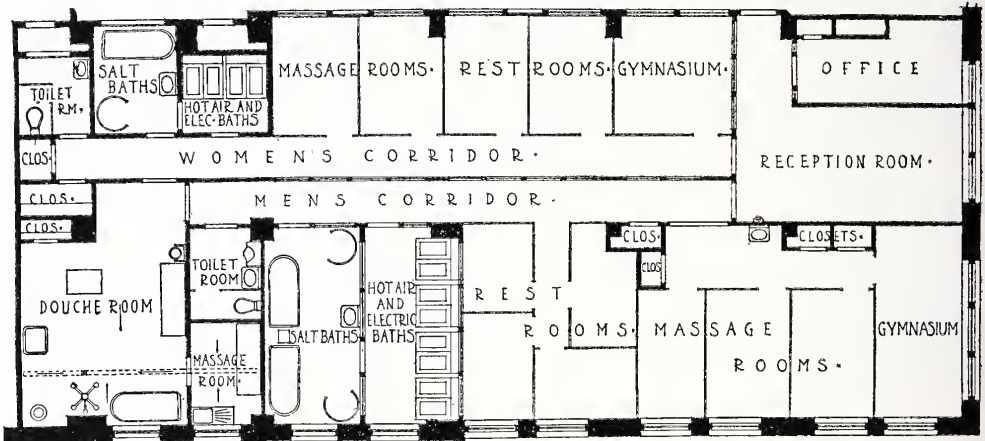 SALT
BATHS
TOILET
RM.
HOT AIR AND
ELEC. BATHS
MASSAGE ROOMS.
REST ROOMS.
GYMNASIUM.
OFFICE
CLOS.
WOMEN'S CORRIDOR.
RECEPTION ROOM.
CLOS.
MENS CORRIDOR.
CLOS.
CLOS.
CLOSETS.
TOILET
ROOM
CLOS
DOUCHE ROOM
HOT AIR
AND
ELECTRIC
BATHS
SALT BATHS
REST
ROOMS.
MASSAGE
ROOMS.
GYMNASIUM
MASSAGE
ROOM.